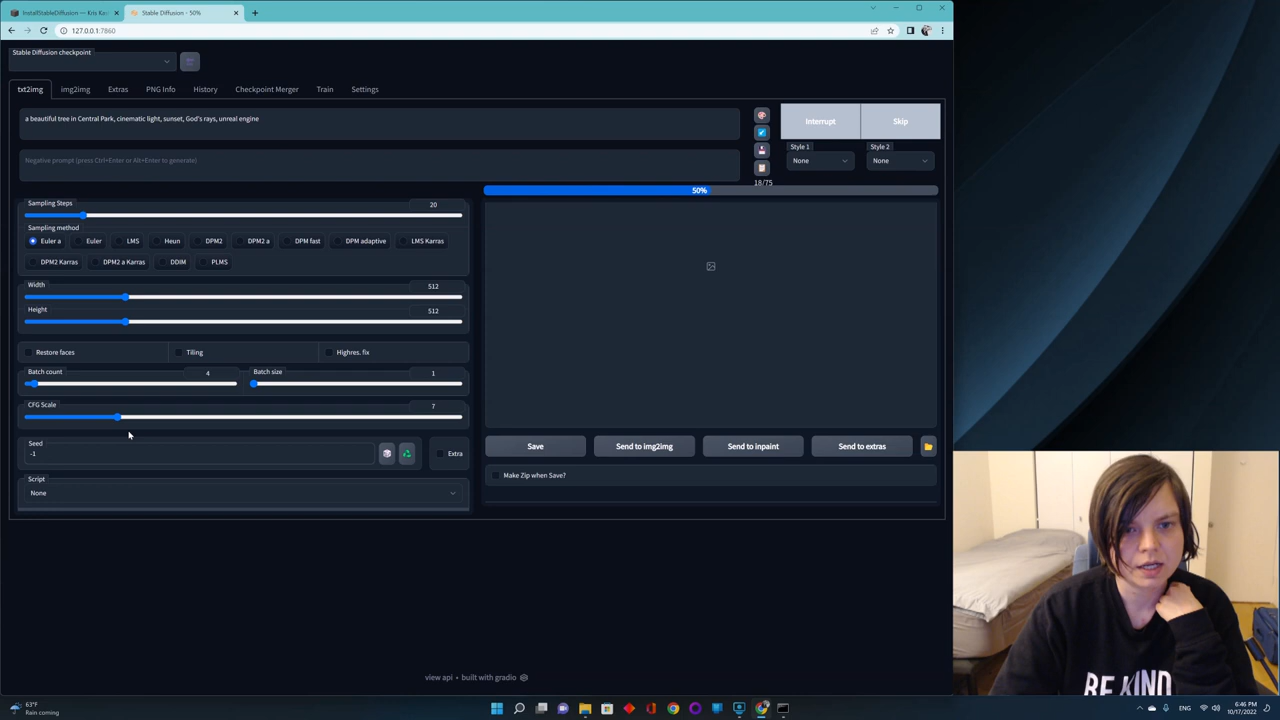 InstallStableDiffusion — Kris Kas
Stable Diffusion - 50%
127.0.0.1:7860
Stable Diffusion checkpoint
txt2img
img2img
Extras
PNG Info
History
Checkpoint Merger
Train
Settings
a beautiful tree in Central Park, cinematic light, sunset, God's rays, unreal engine
Interrupt
Skip
Style 1
Style 2
None
None
Negative prompt (press Ctrl+Enter or Alt+Enter to generate)
18/75
50%
Sampling Steps
20
Sampling method
Euler a
Euler
LMS
Heun
DPM2
DPM2 a
DPM fast
DPM adaptive
LMS Karras
DPM2 Karras
DPM2 a Karras
DDIM
PLMS
Width
512
Height
512
Restore faces
Tiling
Highres. fix
Batch count
4
Batch size
1
CFG Scale
7
Seed
-1
Extra
Script
None
Save
Send to img2img
Send to inpaint
Send to extras
Make Zip when Save?
view api • built with gradio
BE KIND
63°F
Rain coming
ENG
6:46 PM
10/17/2022